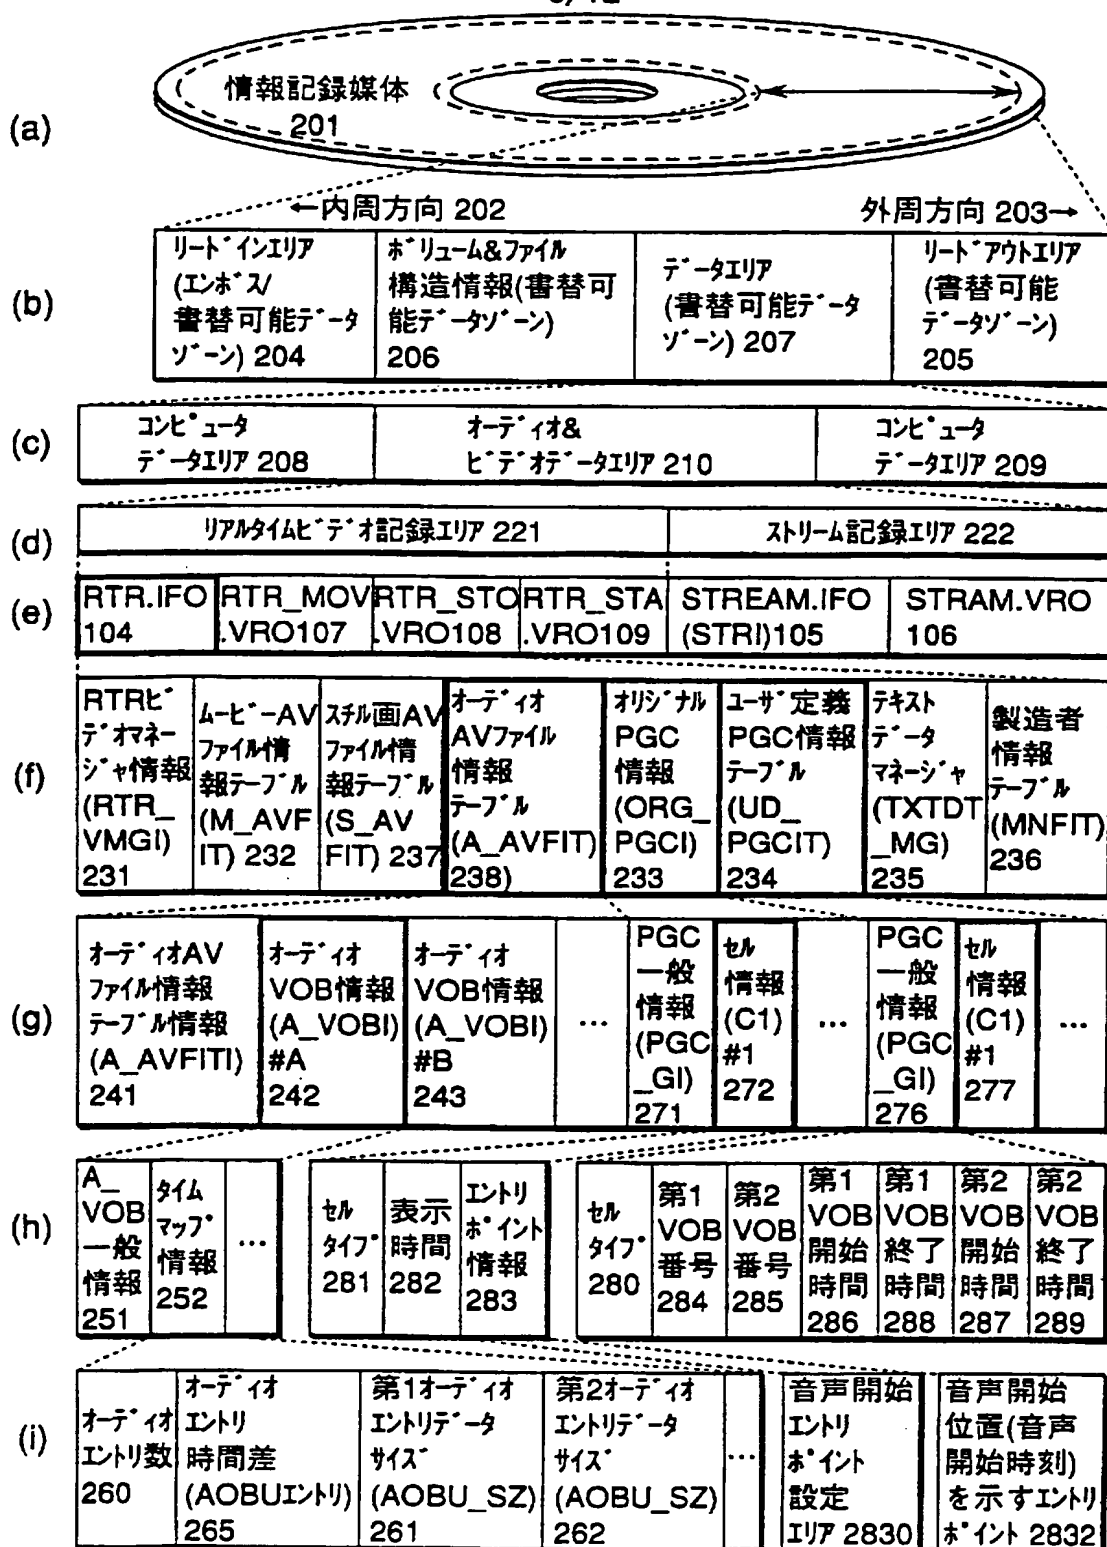 情報記録媒体
201
(a)
←内周方向 202
外周方向 203→
(b)
リードインエリア
(エンボス/
書替可能データ
ゾーン) 204
ボリューム&ファイル
構造情報(書替可
能データゾーン)
206
データエリア
(書替可能データ
ゾーン) 207
リードアウトエリア
(書替可能
データゾーン)
205
(c)
コンピュータ
データエリア 208
オーディオ&
ビデオデータエリア 210
コンピュータ
データエリア 209
(d)
リアルタイムビデオ記録エリア 221
ストリーム記録エリア 222
(e)
RTR.IFO
104
RTR_MOV
.VRO107
RTR_STO
.VRO108
RTR_STA
.VRO109
STREAM.IFO
(STRI)105
STRAM.VRO
106
(f)
RTRビ
デオマネー
ジャ情報
(RTR_
VMGI)
231
ムービーAV
ファイル情
報テーブル
(M_AVF
IT) 232
スチル画AV
ファイル情
報テーブル
(S_AV
FIT) 237
オーディオ
AVファイル
情報
テーブル
(A_AVFIT)
238)
オリジナル
PGC
情報
(ORG_
PGCI)
233
ユーザ定義
PGC情報
テーブル
(UD_
PGCIT)
234
テキスト
データ
マネージャ
(TXTDT
_MG)
235
製造者
情報
テーブル
(MNFIT)
236
(g)
オーディオAV
ファイル情報
テーブル情報
(A_AVFITI)
241
オーディオ
VOB情報
(A_VOBI)
#A
242
オーディオ
VOB情報
(A_VOBI)
#B
243
…
PGC
一般
情報
(PGC
_GI)
271
セル
情報
(C1)
#1
272
…
PGC
一般
情報
(PGC
_GI)
276
セル
情報
(C1)
#1
277
…
(h)
A_
VOB
一般
情報
251
タイム
マップ
情報
252
…
セル
タイプ
281
表示
時間
282
エントリ
ポイント
情報
283
セル
タイプ
280
第1
VOB
番号
284
第2
VOB
番号
285
第1
VOB
開始
時間
286
第1
VOB
終了
時間
288
第2
VOB
開始
時間
287
第2
VOB
終了
時間
289
(i)
オーディオ
エントリ数
260
オーディオ
エントリ
時間差
(AOBUエントリ)
265
第1オーディオ
エントリデータ
サイズ
(AOBU_SZ)
261
第2オーディオ
エントリデータ
サイズ
(AOBU_SZ)
262
…
音声開始
エントリ
ポイント
設定
エリア 2830
音声開始
位置(音声
開始時刻)
を示すエントリ
ポイント 2832